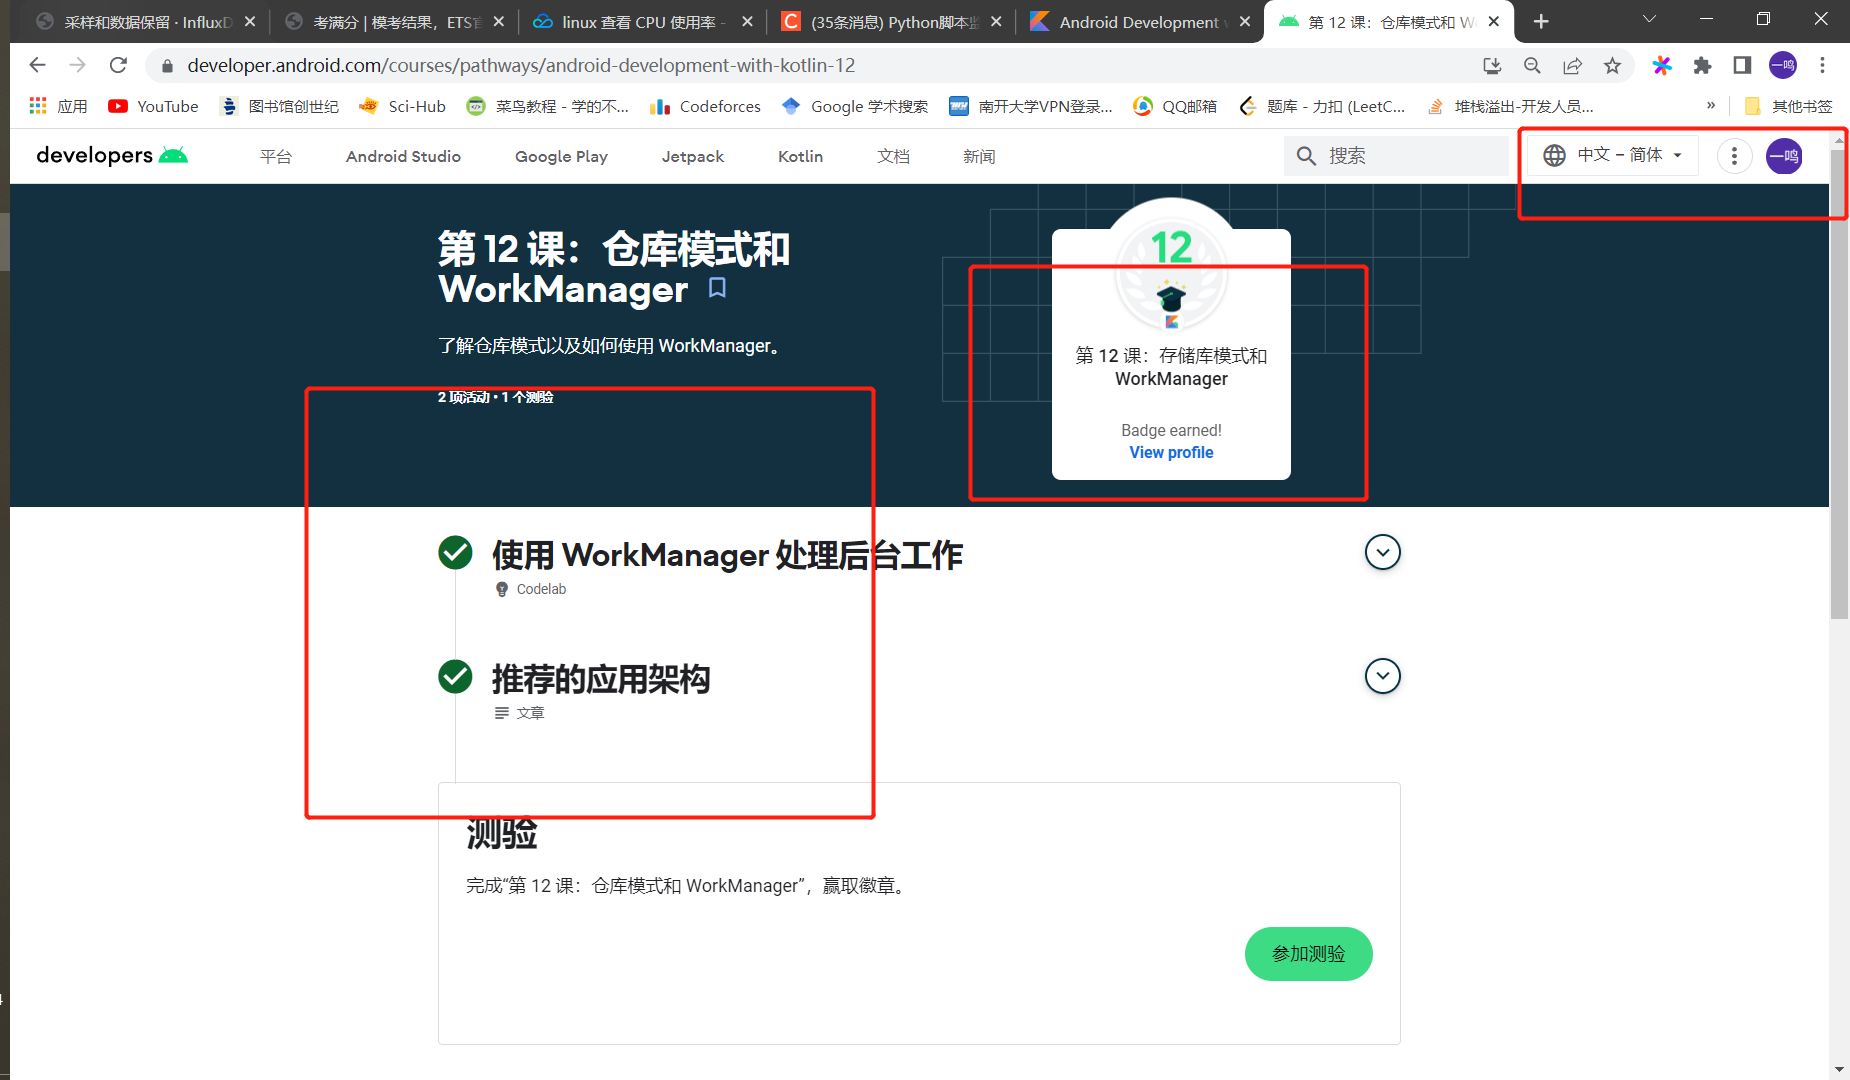 采样和数据保留 · InfluxD
考满分 | 模考结果，ETS官
linux 查看 CPU 使用率 -
(35条消息) Python脚本监
Android Development w
第 12 课：仓库模式和 Wo
developer.android.com/courses/pathways/android-development-with-kotlin-12
一鸣
应用
YouTube
图书馆创世纪
Sci-Hub
菜鸟教程 - 学的不...
Codeforces
Google 学术搜索
南开大学VPN登录...
QQ邮箱
题库 - 力扣 (LeetC...
堆栈溢出-开发人员...
»
其他书签
developers
平台
Android Studio
Google Play
Jetpack
Kotlin
文档
新闻
搜索
中文 – 简体
一鸣
第 12 课：仓库模式和
WorkManager
了解仓库模式以及如何使用 WorkManager。
2 项活动 • 1 个测验
12
第 12 课：存储库模式和
WorkManager
Badge earned!
View profile
使用 WorkManager 处理后台工作
Codelab
推荐的应用架构
文章
测验
完成“第 12 课：仓库模式和 WorkManager”，赢取徽章。
参加测验